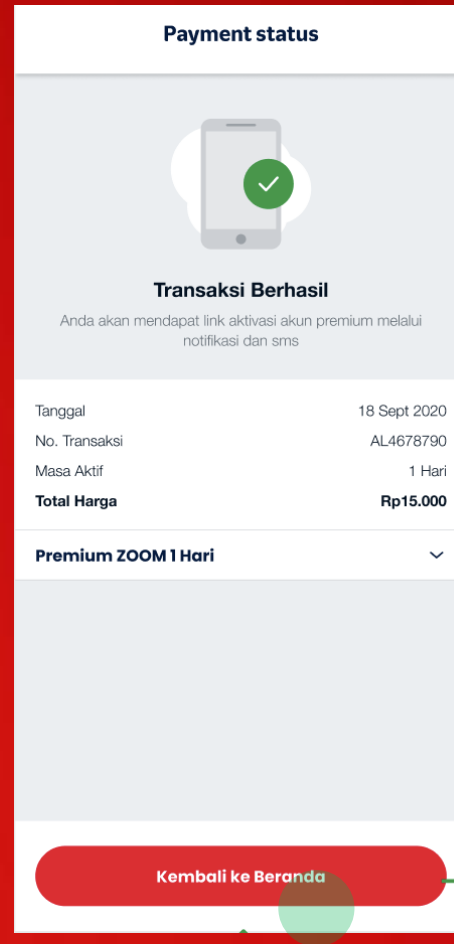 Payment status
Transaksi Berhasil
Anda akan mendapat link aktivasi akun premium melalui
notifikasi dan sms
Tanggal 18 Sept 2020
No. Transaksi AL4678790
Masa Aktif 1 Hari
Total Harga Rp15.000
Premium ZOOM 1 Hari
Kembali ke Beranda